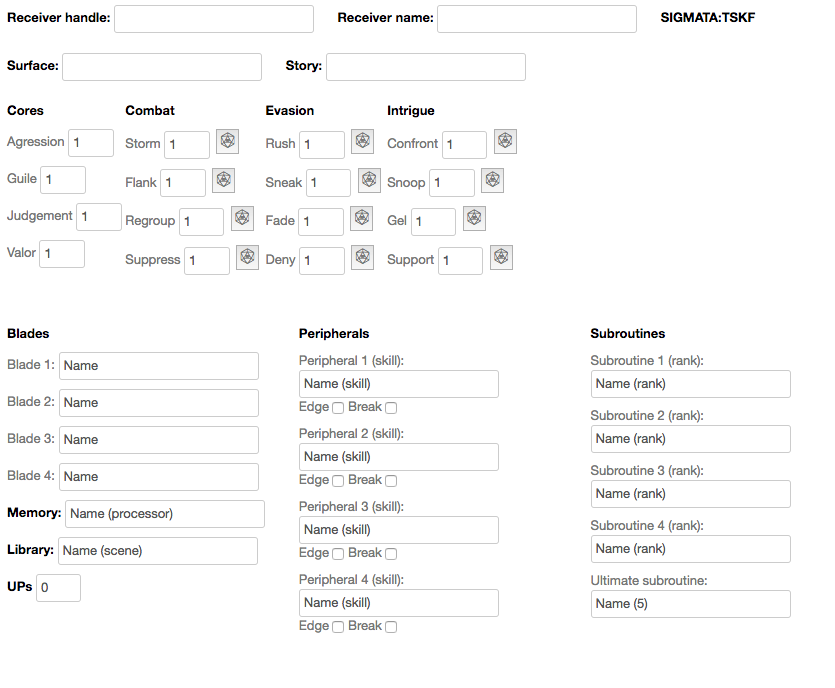 Receiver handle: Receiver name: SIGMATA:TSKF
Surface: Story:
Cores Combat Evasion Intrigue
Agression 1 Storm 1 Rush 1 Confront 1
Guile 1 Flank 1 Sneak 1 Snoop 1
Judgement 1 Regroup 1 Fade 1 Gel 1
Valor 1 Suppress 1 Deny 1 Support 1
Blades Peripherals Subroutines
Blade 1: Name
Blade 2: Name
Blade 3: Name
Blade 4: Name
Memory: Name (processor)
Library: Name (scene)
UPs 0
Peripheral 1 (skill):
Name (skill)
Edge Break
Peripheral 2 (skill):
Name (skill)
Edge Break
Peripheral 3 (skill):
Name (skill)
Edge Break
Peripheral 4 (skill):
Name (skill)
Edge Break
Subroutine 1 (rank):
Name (rank)
Subroutine 2 (rank):
Name (rank)
Subroutine 3 (rank):
Name (rank)
Subroutine 4 (rank):
Name (rank)
Ultimate subroutine:
Name (5)